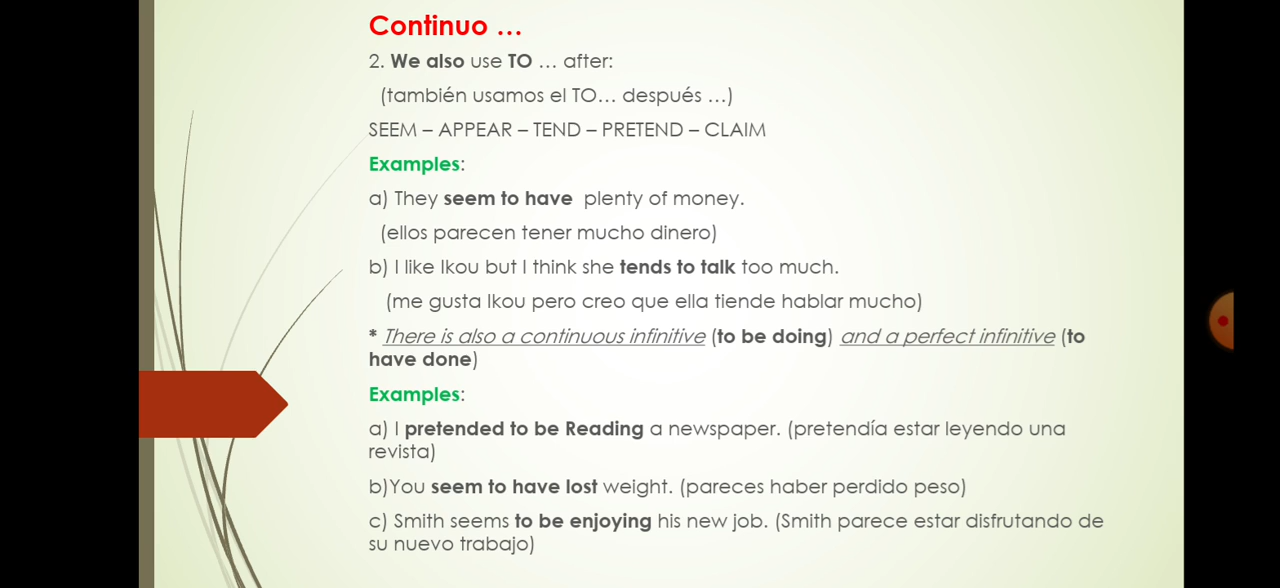 Continuo …
2. We also use TO … after:
(también usamos el TO… después …)
SEEM – APPEAR – TEND – PRETEND – CLAIM
Examples:
a) They seem to have plenty of money.
(ellos parecen tener mucho dinero)
b) I like Ikou but I think she tends to talk too much.
(me gusta Ikou pero creo que ella tiende hablar mucho)
* There is also a continuous infinitive (to be doing) and a perfect infinitive (to
have done)
Examples:
a) I pretended to be Reading a newspaper. (pretendía estar leyendo una
revista)
b)You seem to have lost weight. (pareces haber perdido peso)
c) Smith seems to be enjoying his new job. (Smith parece estar disfrutando de
su nuevo trabajo)